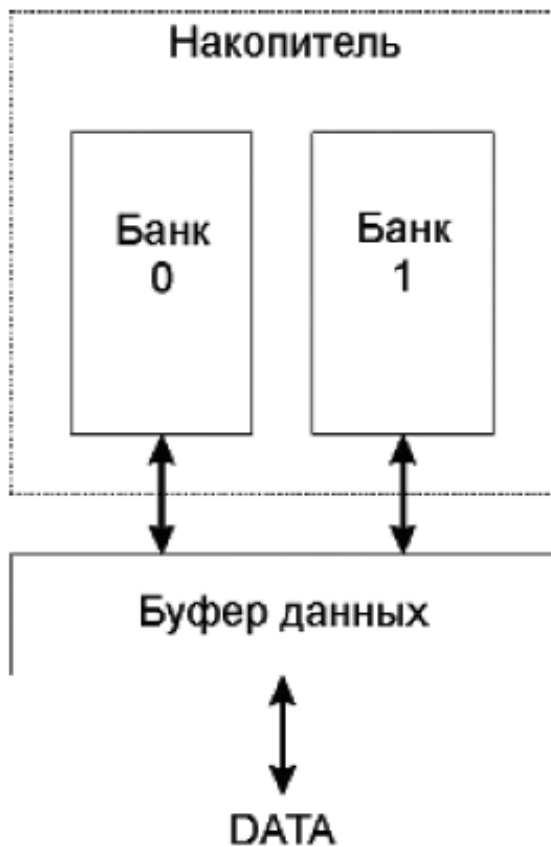 Накопитель
Банк
0
Банк
1
Буфер данных
DATA